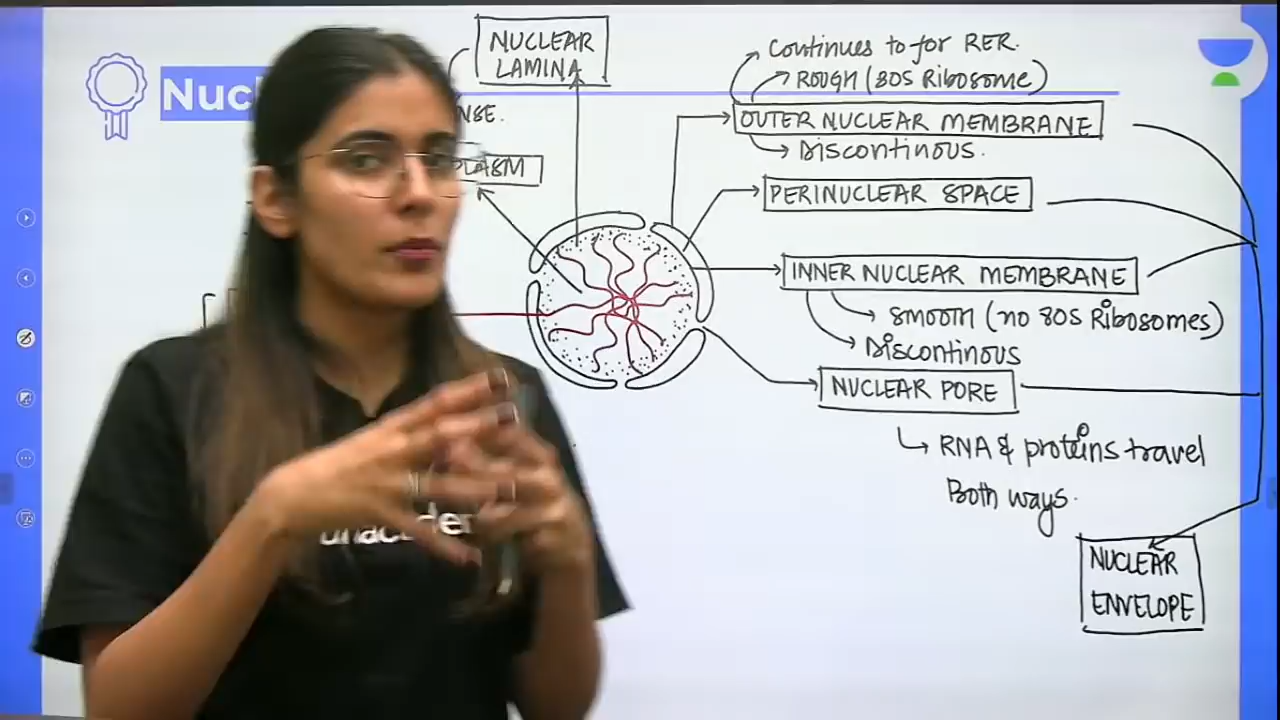 NUCLEAR
LAMINA
Continues to for RER.
ROUGH (80S Ribosome)
OUTER NUCLEAR MEMBRANE
Discontinous.
PERINUCLEAR SPACE
INNER NUCLEAR MEMBRANE
SMOOTH (no 80S Ribosomes)
Discontinous
NUCLEAR PORE
RNA & proteins travel
Both ways.
NUCLEAR
ENVELOPE